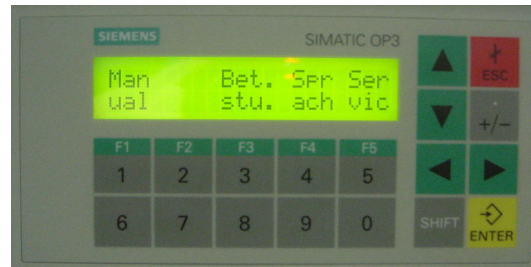 SIEMENS SIMATIC OP3
Man Bet. Spr Ser
ual stu. ach vic
ESC
+/-
F1 F2 F3 F4 F5
1 2 3 4 5
6 7 8 9 0
SHIFT ENTER